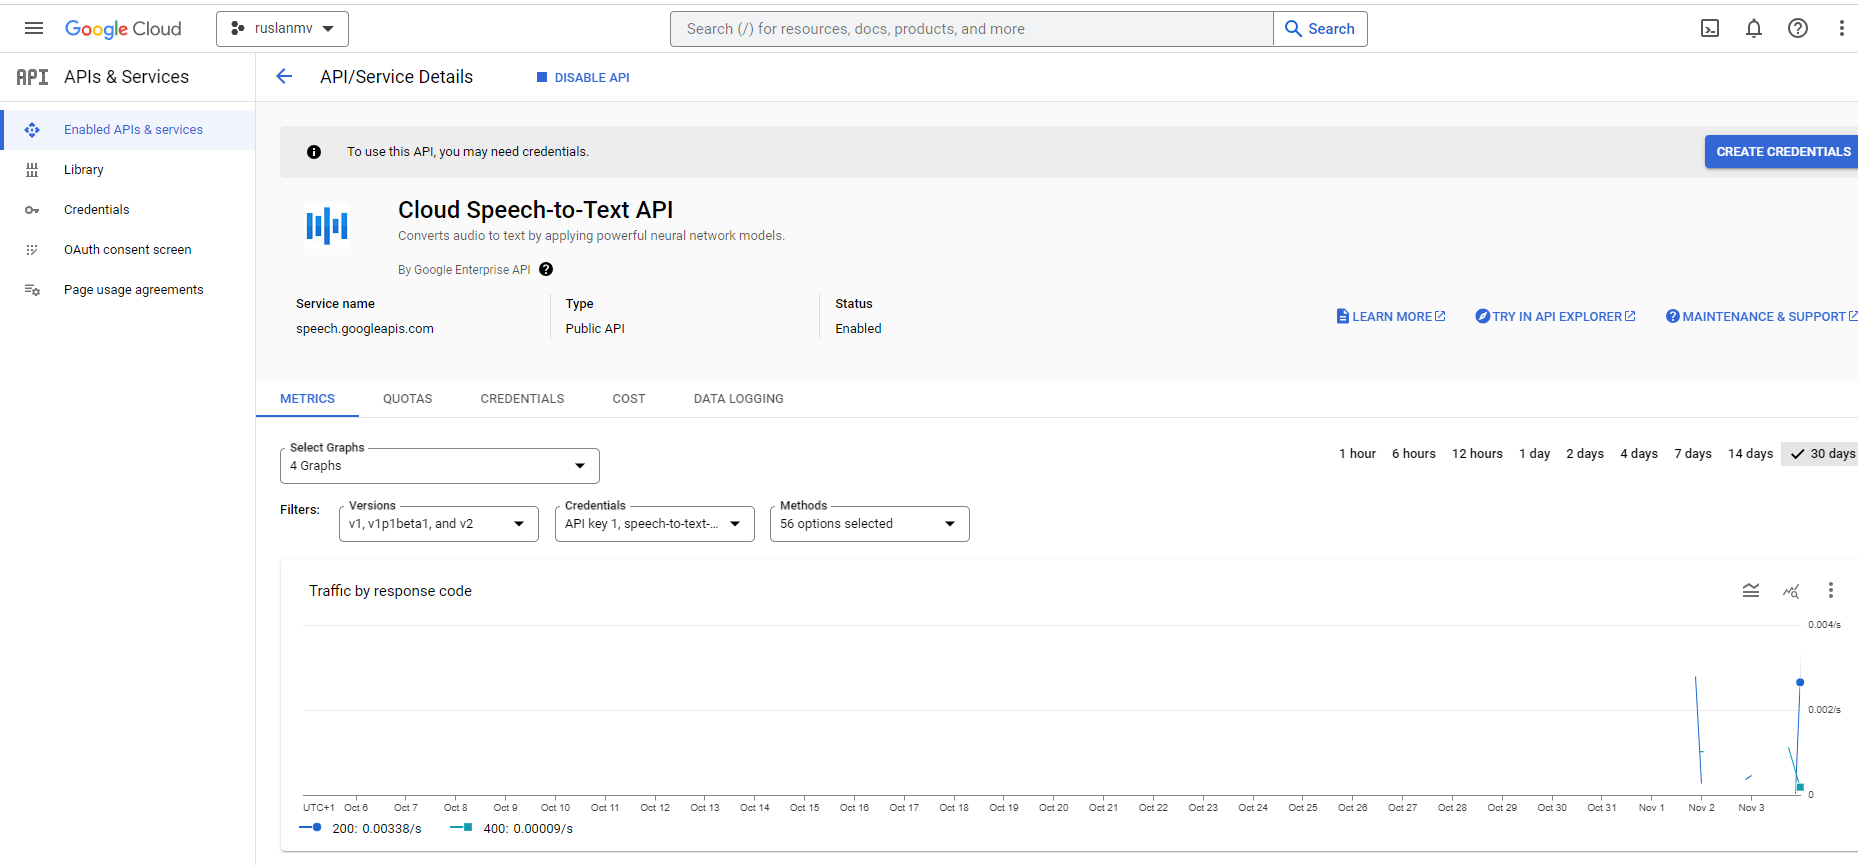 Google Cloud
ruslanmv
Search (/) for resources, docs, products, and more
Search
API APIs & Services
API/Service Details
DISABLE API
Enabled APIs & services
Library
Credentials
OAuth consent screen
Page usage agreements
To use this API, you may need credentials.
CREATE CREDENTIALS
Cloud Speech-to-Text API
Converts audio to text by applying powerful neural network models.
By Google Enterprise API
Service name
speech.googleapis.com
Type
Public API
Status
Enabled
LEARN MORE
TRY IN API EXPLORER
MAINTENANCE & SUPPORT
METRICS QUOTAS CREDENTIALS COST DATA LOGGING
Select Graphs
4 Graphs
1 hour 6 hours 12 hours 1 day 2 days 4 days 7 days 14 days 30 days
Filters:
Versions
v1, v1p1beta1, and v2
Credentials
API key 1, speech-to-text-...
Methods
56 options selected
Traffic by response code
0.004/s
0.002/s
0
UTC+1 Oct 6 Oct 7 Oct 8 Oct 9 Oct 10 Oct 11 Oct 12 Oct 13 Oct 14 Oct 15 Oct 16 Oct 17 Oct 18 Oct 19 Oct 20 Oct 21 Oct 22 Oct 23 Oct 24 Oct 25 Oct 26 Oct 27 Oct 28 Oct 29 Oct 30 Oct 31 Nov 1 Nov 2 Nov 3
200: 0.00338/s 400: 0.00009/s